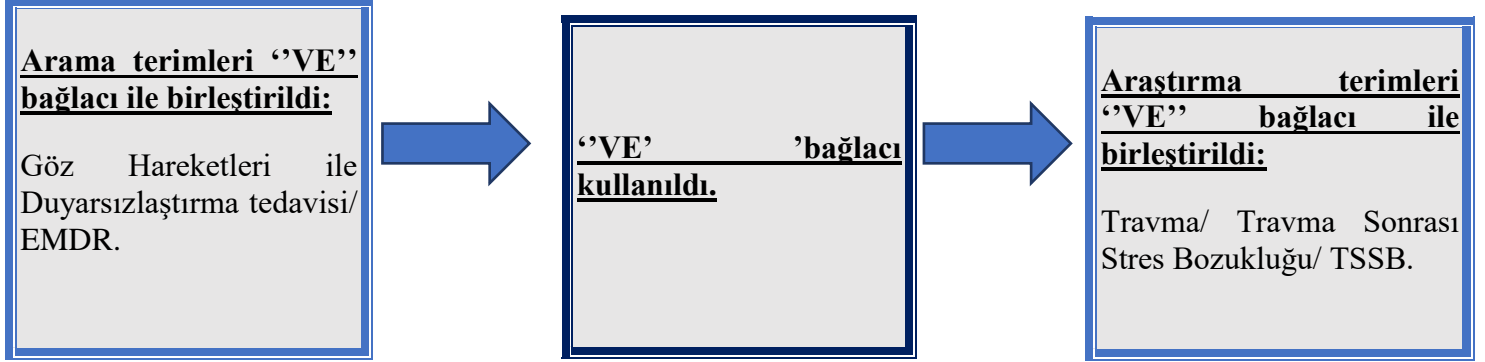 Arama terimleri ‘’VE’’
bağlacı ile birleştirildi:
Göz Hareketleri ile
Duyarsızlaştırma tedavisi/
EMDR.
‘’VE’ ’bağlacı
kullanıldı.
Araştırma terimleri
‘’VE’’ bağlacı ile
birleştirildi:
Travma/ Travma Sonrası
Stres Bozukluğu/ TSSB.